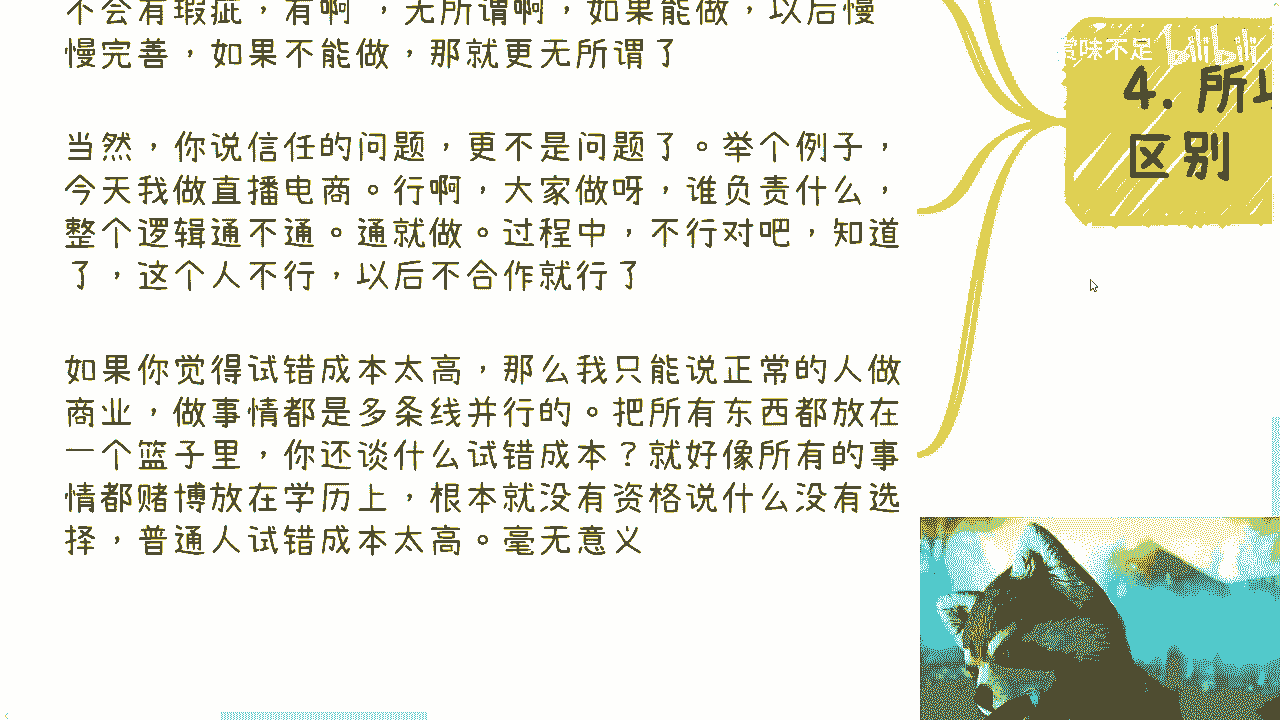 不会有瑕疵，有啊 ，无所谓啊，如果能做，以后慢
慢完善，如果不能做，那就更无所谓了
当然，你说信任的问题，更不是问题了。举个例子，
今天我做直播电商。行啊，大家做呀，谁负责什么，
整个逻辑通不通。通就做。过程中，不行对吧，知道
了，这个人不行，以后不合作就行了
如果你觉得试错成本太高，那么我只能说正常的人做
商业，做事情都是多条线并行的。把所有东西都放在
一个篮子里，你还谈什么试错成本？就好像所有的事
情都赌博放在学历上，根本就没有资格说什么没有选
择，普通人试错成本太高。毫无意义
赏味不足 bilibili
4. 所以
区别